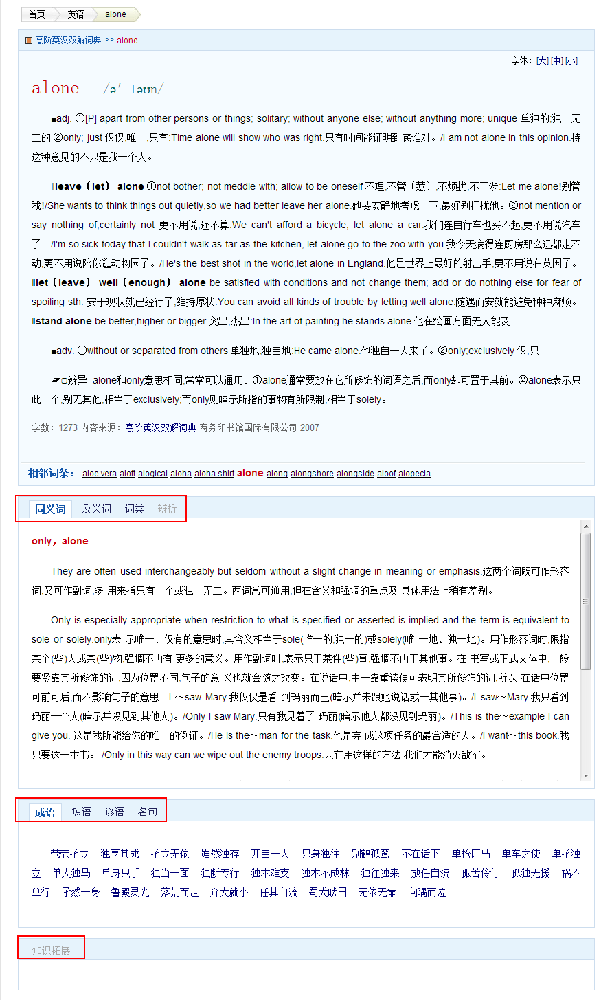 首页 英语 alone
高阶英汉双解词典 >> alone
字体：[大] [中] [小]
alone /ə′ ləʊn/
■adj. ①[P] apart from other persons or things; solitary; without anyone else; without anything more; unique 单独的;独一无
二的 ②only; just 仅仅,唯一,只有:Time alone will show who was right.只有时间能证明到底谁对。/I am not alone in this opinion.持
这种意见的不只是我一个人。
‖leave〔let〕 alone ①not bother; not meddle with; allow to be oneself 不理,不管〔惹〕,不烦扰,不干涉:Let me alone!别管
我!/She wants to think things out quietly,so we had better leave her alone.她要安静地考虑一下,最好别打扰她。②not mention or
say nothing of,certainly not 更不用说,还不算:We can't afford a bicycle, let alone a car.我们连自行车也买不起,更不用说汽车
了。/I'm so sick today that I couldn't walk as far as the kitchen, let alone go to the zoo with you.我今天病得连厨房那么远都走不
动,更不用说陪你逛动物园了。/He's the best shot in the world,let alone in England.他是世界上最好的射击手,更不用说在英国了。
‖let〔leave〕 well〔enough〕 alone be satisfied with conditions and not change them; add or do nothing else for fear of
spoiling sth. 安于现状就已经行了;维持原状:You can avoid all kinds of trouble by letting well alone.随遇而安就能避免种种麻烦。
‖stand alone be better,higher or bigger 突出,杰出:In the art of painting he stands alone.他在绘画方面无人能及。
■adv. ①without or separated from others 单独地,独自地:He came alone.他独自一人来了。②only;exclusively 仅,只
☞▢辨异 alone和only意思相同,常常可以通用。①alone通常要放在它所修饰的词语之后,而only却可置于其前。②alone表示只
此一个,别无其他,相当于exclusively;而only则暗示所指的事物有所限制,相当于solely。
字数：1273 内容来源：高阶英汉双解词典 商务印书馆国际有限公司 2007
相邻词条： aloe vera aloft alogical aloha aloha shirt alone along alongshore alongside aloof alopecia
同义词 反义词 词类 辨析
only，alone
They are often used interchangeably but seldom without a slight change in meaning or emphasis.这两个词既可作形容
词,又可作副词,多 用来指只有一个或独一无二。两词常可通用,但在含义和强调的重点及 具体用法上稍有差别。
Only is especially appropriate when restriction to what is specified or asserted is implied and the term is equivalent to
sole or solely.only表 示唯一、仅有的意思时,其含义相当于sole(唯一的,独一的)或solely(唯 一地、独一地)。用作形容词时,限指
某个(些)人或某(些)物,强调不再有 更多的意义。用作副词时,表示只干某件(些)事,强调不再干其他事。在 书写或正式文体中,一般
要紧靠其所修饰的词,因为位置不同,句子的意 义也就会随之改变。在说话中,由于靠重读便可表明其所修饰的词,所以 在话中位置
可前可后,而不影响句子的意思。I ～saw Mary.我仅仅是看 到玛丽而已(暗示并未跟她说话或干其他事)。/I saw～Mary.我只看到
玛丽一个人(暗示并没见到其他人)。/Only I saw Mary.只有我见着了 玛丽(暗示他人都没见到玛丽)。/This is the～example I can
give you. 这是我所能给你的唯一的例证。/He is the～man for the task.他是完 成这项任务的最合适的人。/I want～this book.我
只要这一本书。 /Only in this way can we wipe out the enemy troops.只有用这样的方法 我们才能消灭敌军。
成语 短语 谚语 名句
茕茕孑立 独享其成 孑立无依 岿然独存 兀自一人 只身独往 别鹤孤鸾 不在话下 单枪匹马 单车之使 单孑独
立 单人独马 单身只手 独当一面 独断专行 独木难支 独木不成林 独往独来 放任自流 孤苦伶仃 孤独无援 祸不
单行 孑然一身 鲁殿灵光 落荒而走 弃大就小 任其自流 蜀犬吠日 无依无靠 向隅而泣
知识拓展